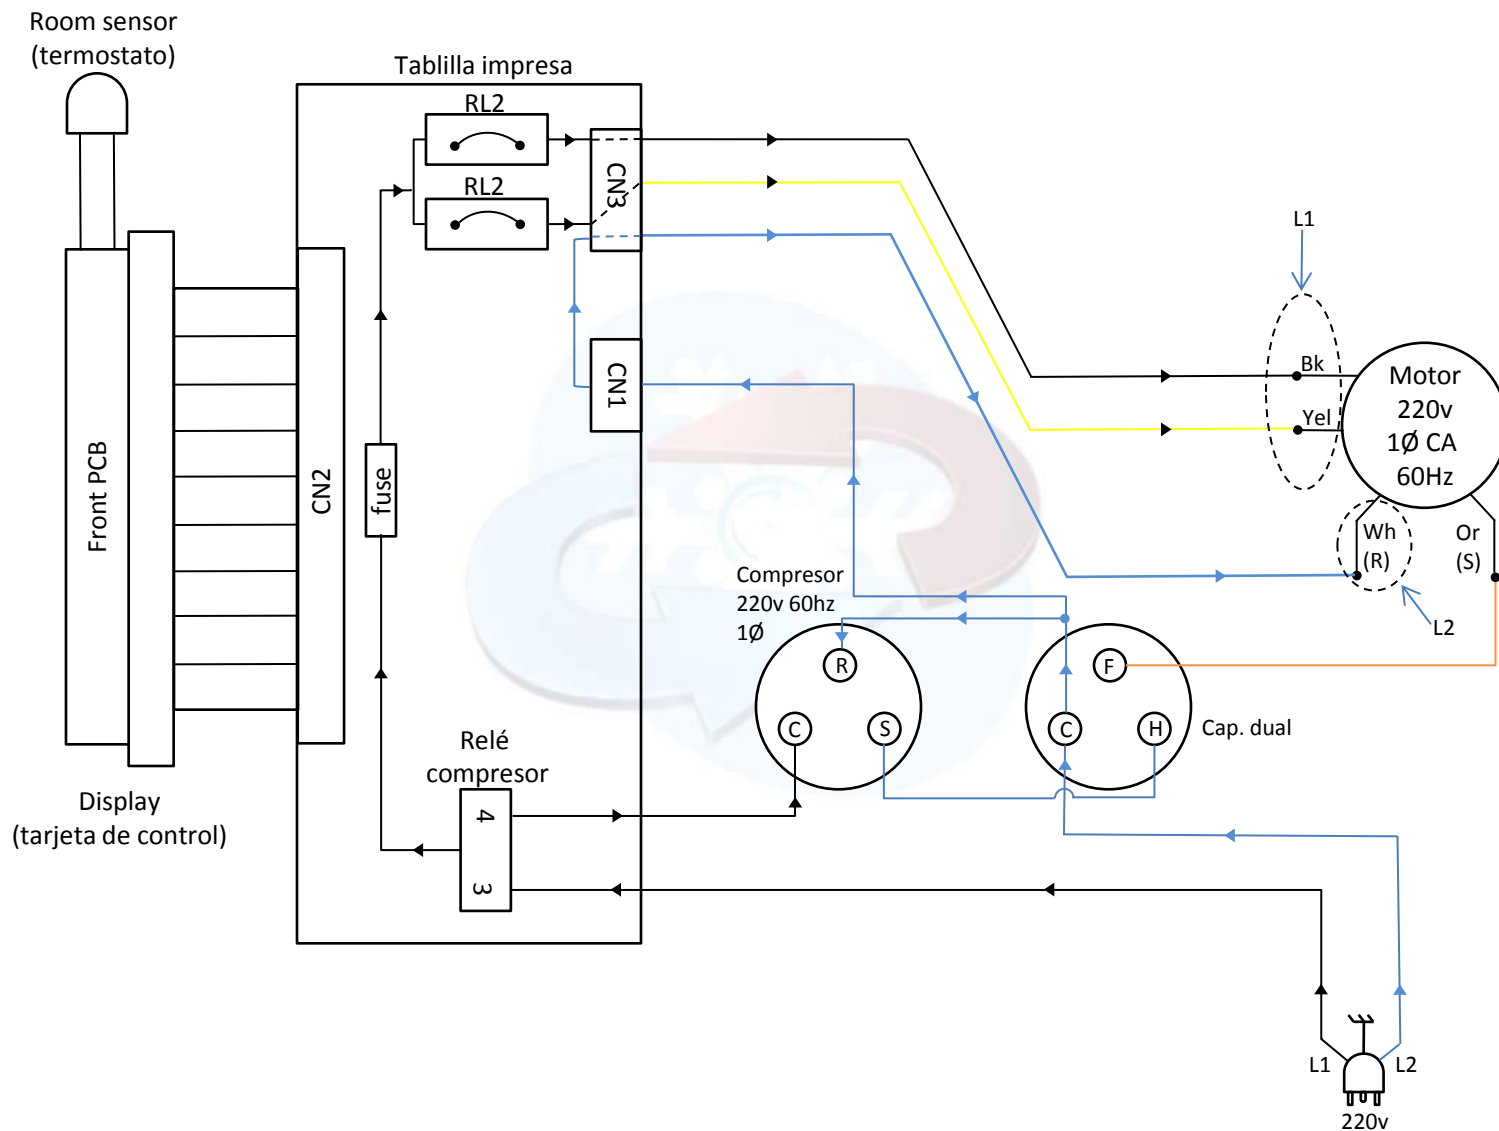 Room sensor
(termostato)
Tablilla impresa
RL2
RL2
CN3
CN1
CN2
fuse
Front PCB
L1
Bk
Yel
Motor
220v
1Ø CA
60Hz
Wh
(R)
Or
(S)
L2
Compresor
220v 60hz
1Ø
R
C
S
F
C
H
Cap. dual
Relé
compresor
4
3
Display
(tarjeta de control)
L1
L2
220v